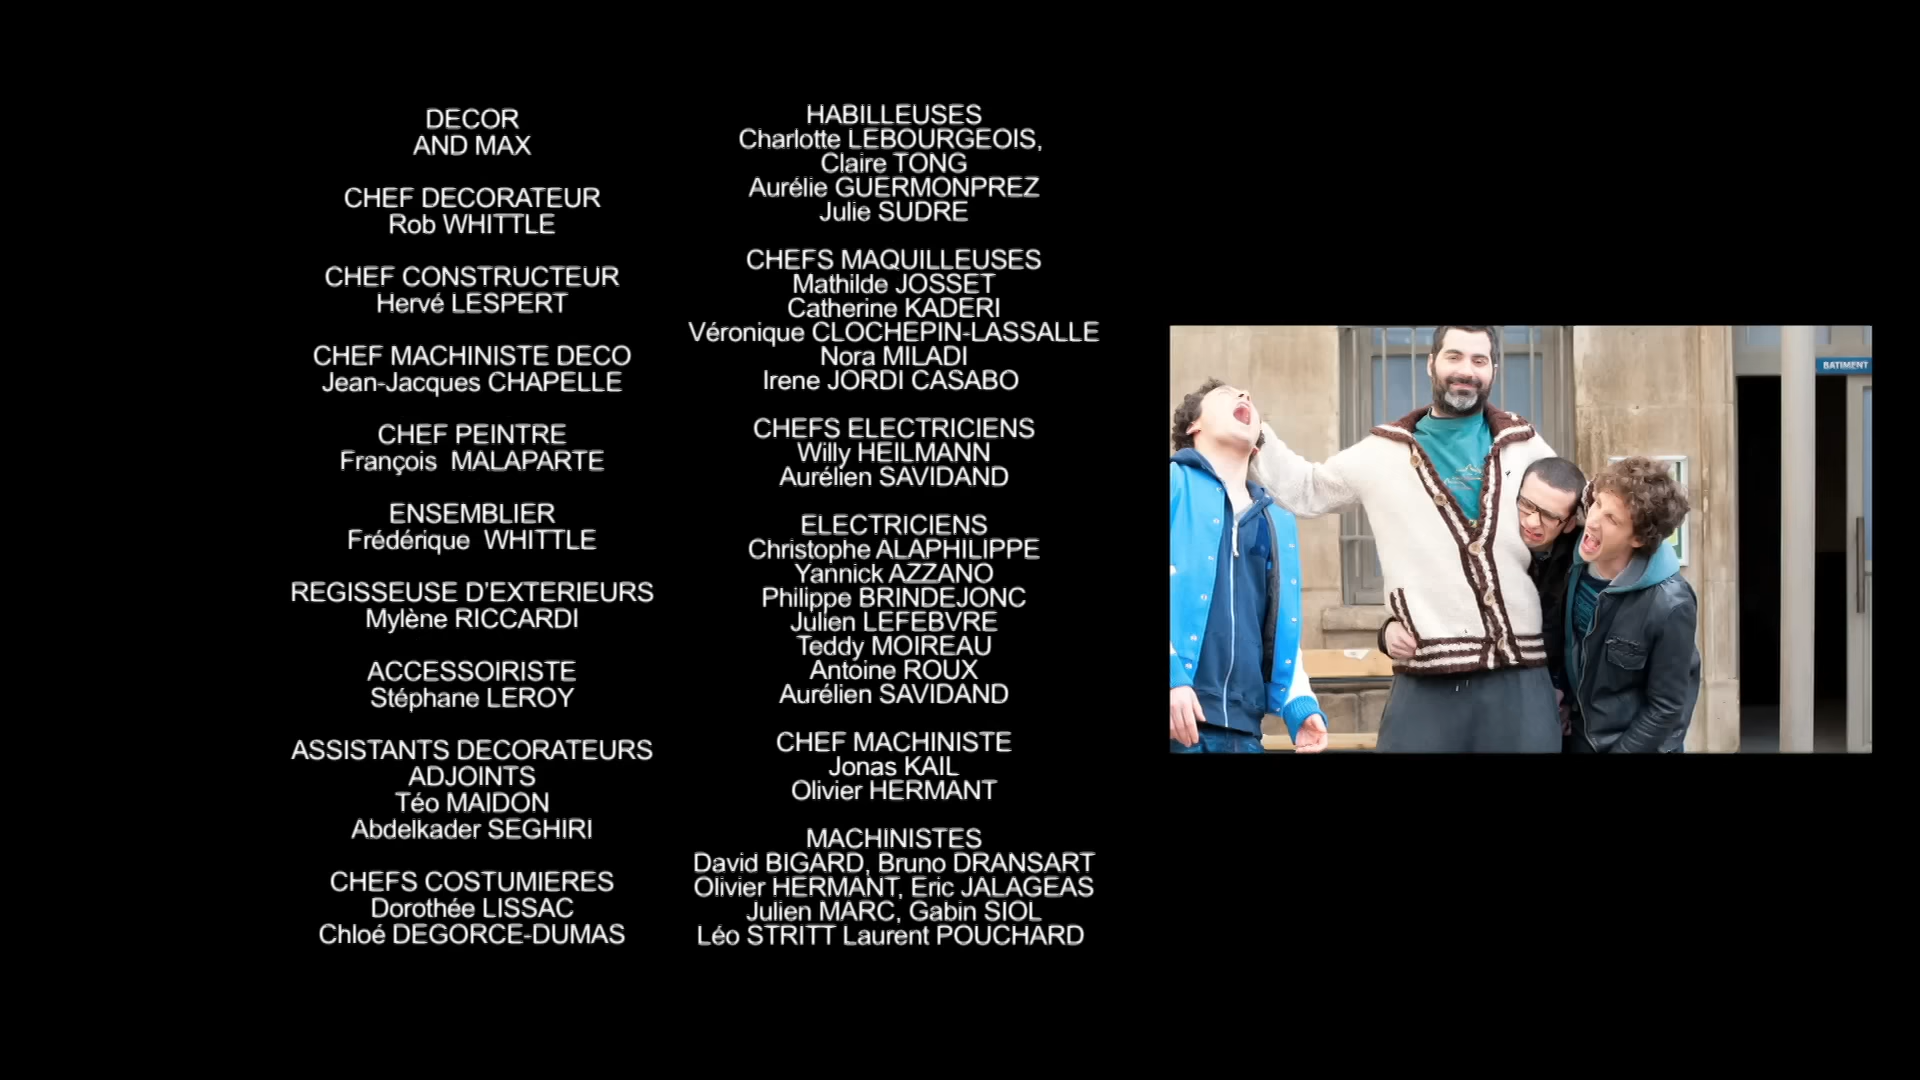 DECOR
AND MAX
CHEF DECORATEUR
Rob WHITTLE
CHEF CONSTRUCTEUR
Hervé LESPERT
CHEF MACHINISTE DECO
Jean-Jacques CHAPELLE
CHEF PEINTRE
François  MALAPARTE
ENSEMBLIER
Frédérique  WHITTLE
REGISSEUSE D'EXTERIEURS
Mylène RICCARDI
ACCESSOIRISTE
Stéphane LEROY
ASSISTANTS DECORATEURS
ADJOINTS
Téo MAIDON
Abdelkader SEGHIRI
CHEFS COSTUMIERES
Dorothée LISSAC
Chloé DEGORCE-DUMAS
HABILLEUSES
Charlotte LEBOURGEOIS,
Claire TONG
Aurélie GUERMONPREZ
Julie SUDRE
CHEFS MAQUILLEUSES
Mathilde JOSSET
Catherine KADERI
Véronique CLOCHEPIN-LASSALLE
Nora MILADI
Irene JORDI CASABO
CHEFS ELECTRICIENS
Willy HEILMANN
Aurélien SAVIDAND
ELECTRICIENS
Christophe ALAPHILIPPE
Yannick AZZANO
Philippe BRINDEJONC
Julien LEFEBVRE
Teddy MOIREAU
Antoine ROUX
Aurélien SAVIDAND
CHEF MACHINISTE
Jonas KAIL
Olivier HERMANT
MACHINISTES
David BIGARD, Bruno DRANSART
Olivier HERMANT, Eric JALAGEAS
Julien MARC, Gabin SIOL
Léo STRITT Laurent POUCHARD
BATIMENT